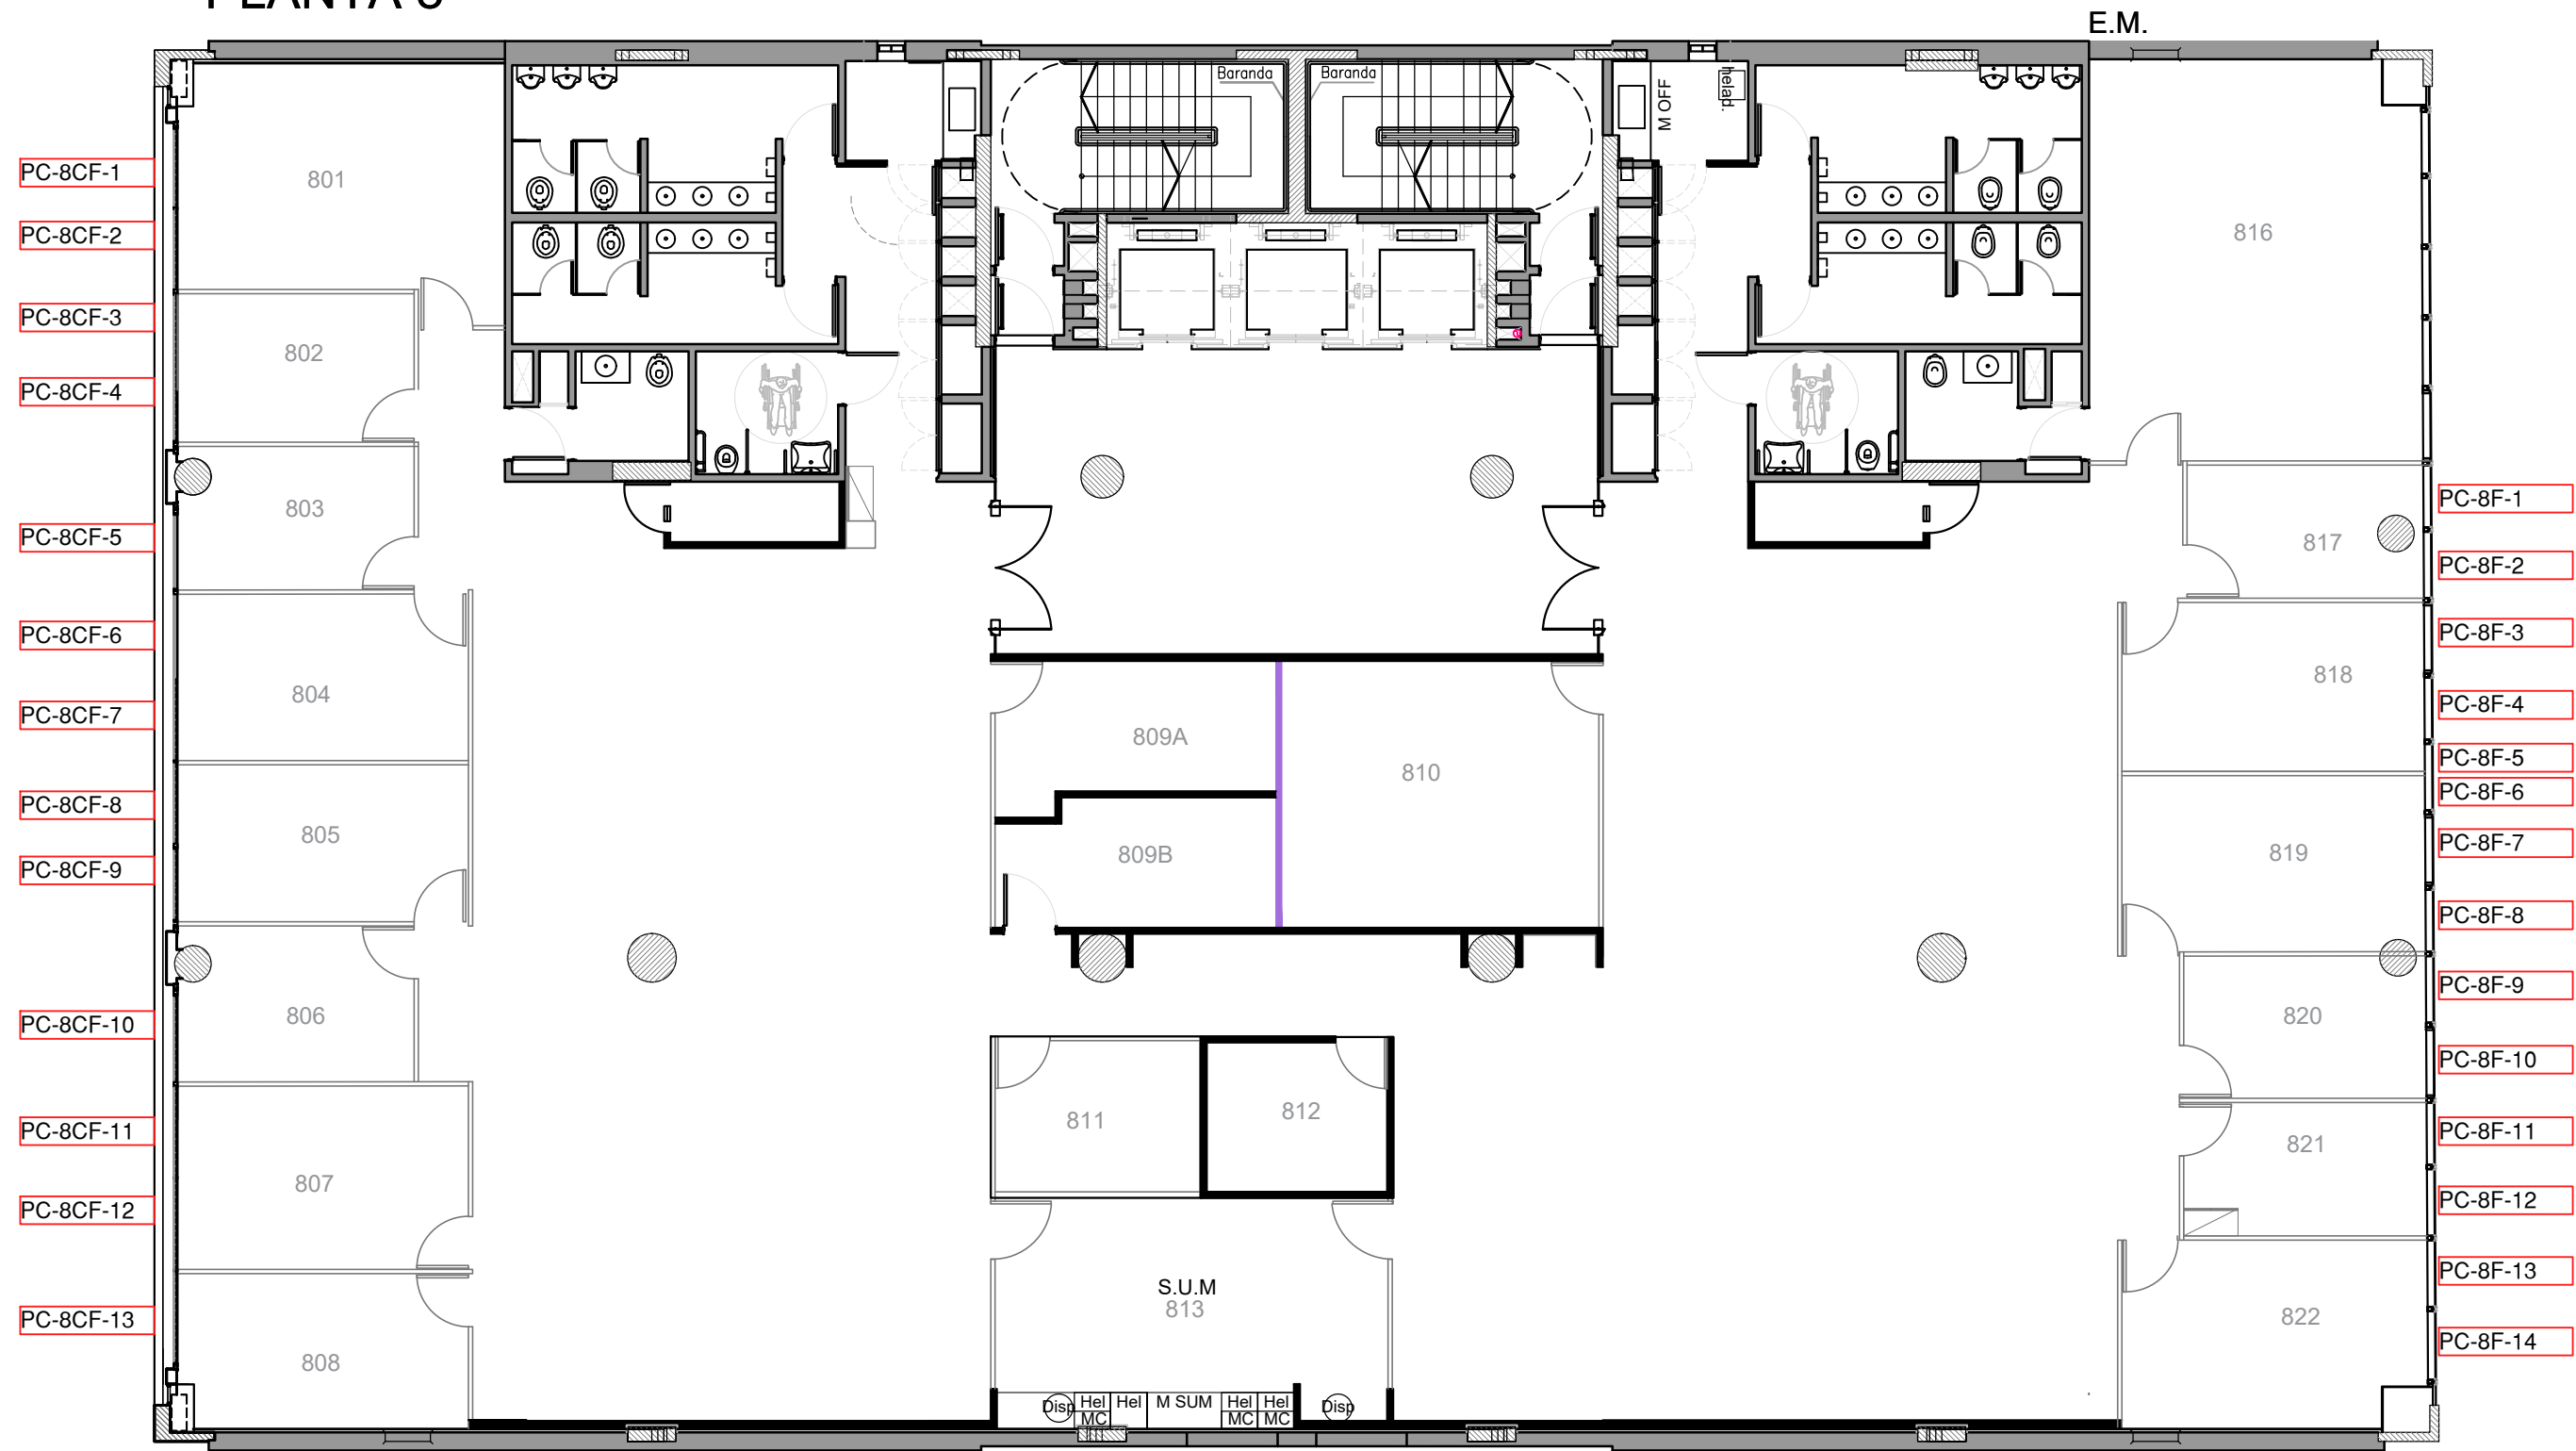 E.M.
Baranda
Baranda
M OFF
helad.
PC-8CF-1
801
PC-8CF-2
816
PC-8CF-3
802
PC-8CF-4
803
PC-8F-1
PC-8CF-5
817
PC-8F-2
PC-8CF-6
PC-8F-3
804
818
PC-8CF-7
PC-8F-4
809A
PC-8F-5
810
PC-8F-6
PC-8CF-8
805
PC-8F-7
809B
819
PC-8CF-9
PC-8F-8
PC-8F-9
806
820
PC-8CF-10
PC-8F-10
811
812
PC-8CF-11
PC-8F-11
821
807
PC-8F-12
PC-8CF-12
PC-8F-13
S.U.M
813
822
PC-8CF-13
PC-8F-14
808
Disp Hel Hel M SUM Hel Hel Disp
MC MC MC